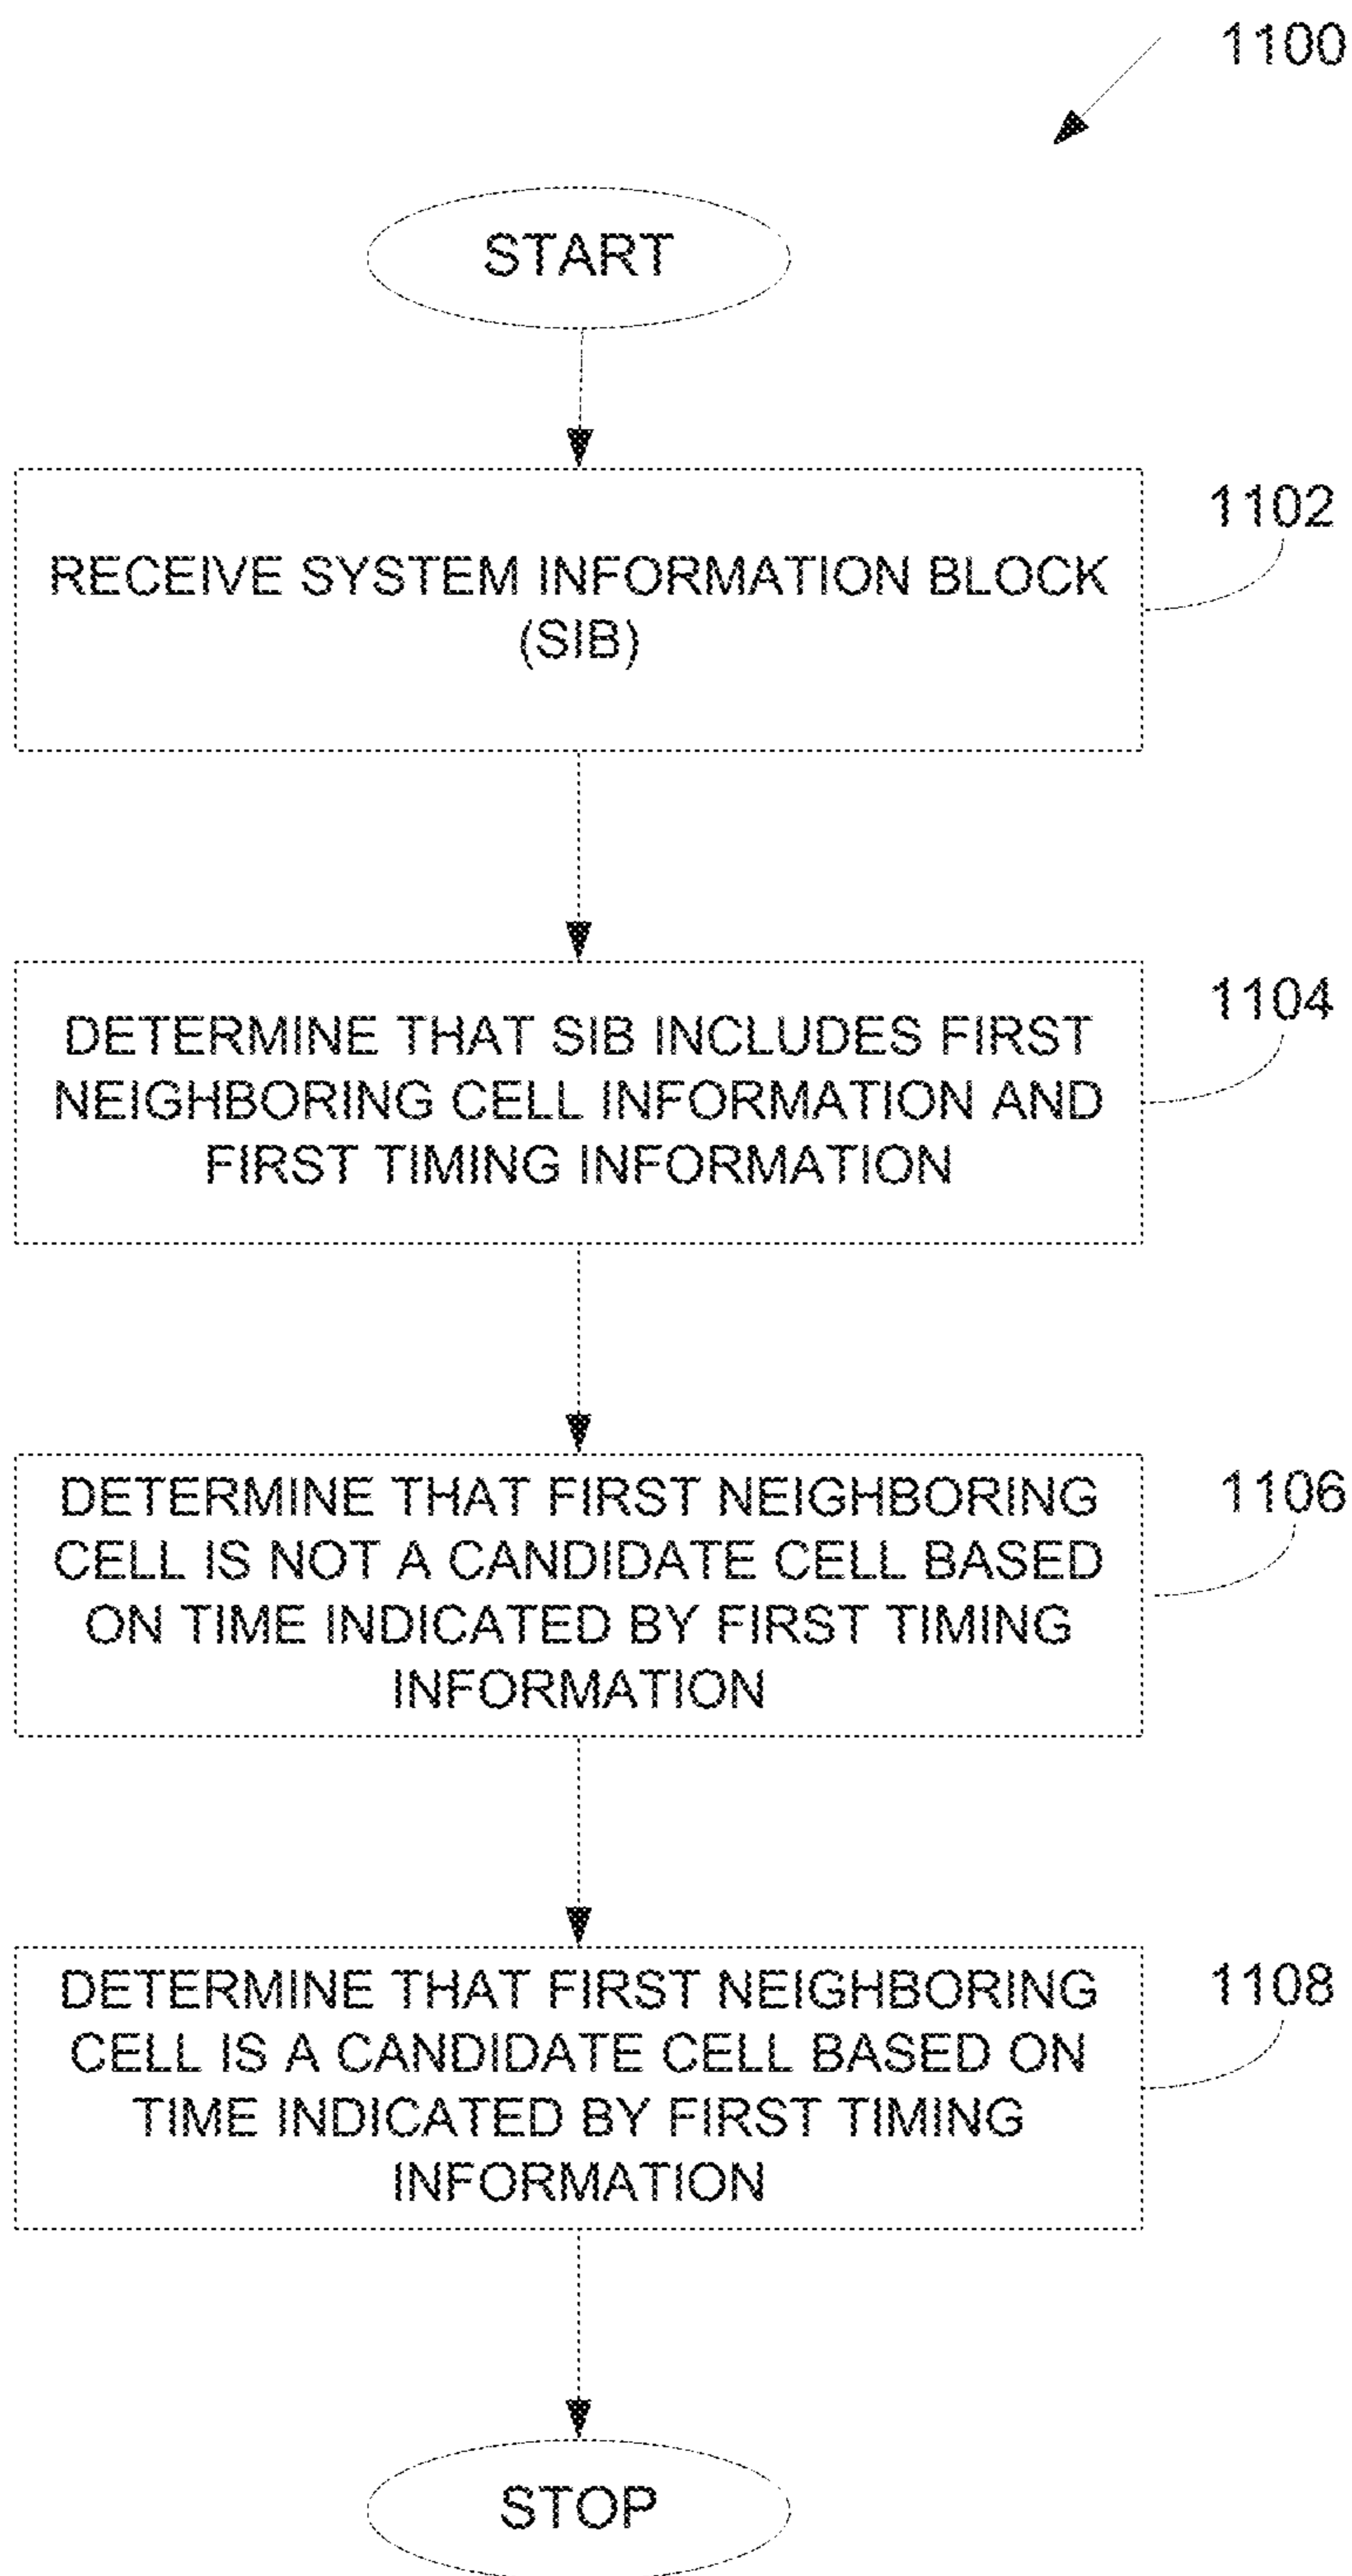 1100
START
1102
RECEIVE SYSTEM INFORMATION BLOCK
(SIB)
1104
DETERMINE THAT SIB INCLUDES FIRST
NEIGHBORING CELL INFORMATION AND
FIRST TIMING INFORMATION
1106
DETERMINE THAT FIRST NEIGHBORING
CELL IS NOT A CANDIDATE CELL BASED
ON TIME INDICATED BY FIRST TIMING
INFORMATION
1108
DETERMINE THAT FIRST NEIGHBORING
CELL IS A CANDIDATE CELL BASED ON
TIME INDICATED BY FIRST TIMING
INFORMATION
STOP